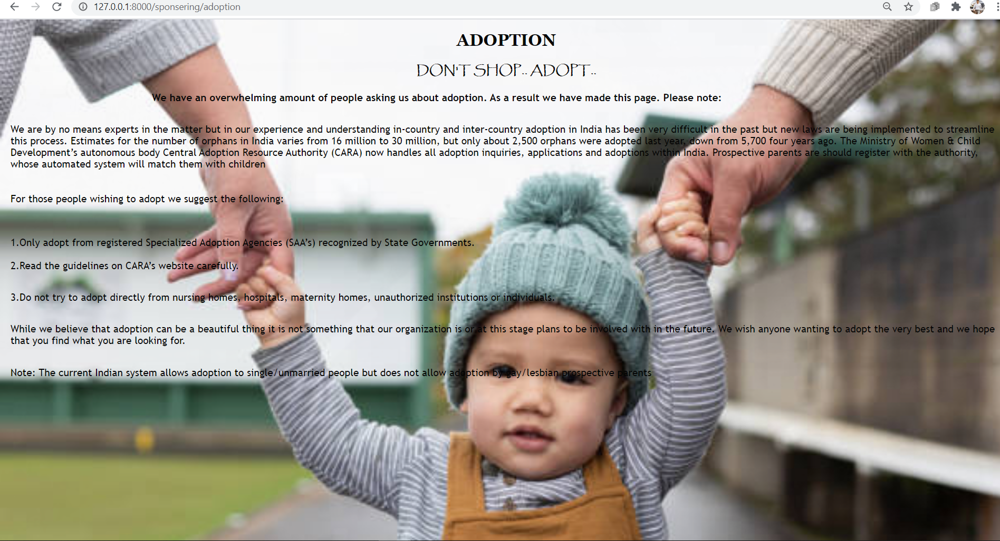 127.0.0.1:8000/sponsering/adoption
ADOPTION
DON'T SHOP.. ADOPT..
We have an overwhelming amount of people asking us about adoption. As a result we have made this page. Please note:
We are by no means experts in the matter but in our experience and understanding in-country and inter-country adoption in India has been very difficult in the past but new laws are being implemented to streamline
this process. Estimates for the number of orphans in India varies from 16 million to 30 million, but only about 2,500 orphans were adopted last year, down from 5,700 four years ago. The Ministry of Women & Child
Development’s autonomous body Central Adoption Resource Authority (CARA) now handles all adoption inquiries, applications and adoptions within India. Prospective parents are should register with the authority,
whose automated system will match them with children
For those people wishing to adopt we suggest the following:
1.Only adopt from registered Specialized Adoption Agencies (SAA’s) recognized by State Governments.
2.Read the guidelines on CARA’s website carefully.
3.Do not try to adopt directly from nursing homes, hospitals, maternity homes, unauthorized institutions or individuals.
While we believe that adoption can be a beautiful thing it is not something that our organization is or at this stage plans to be involved with in the future. We wish anyone wanting to adopt the very best and we hope
that you find what you are looking for.
Note: The current Indian system allows adoption to single/unmarried people but does not allow adoption by gay/lesbian prospective parents